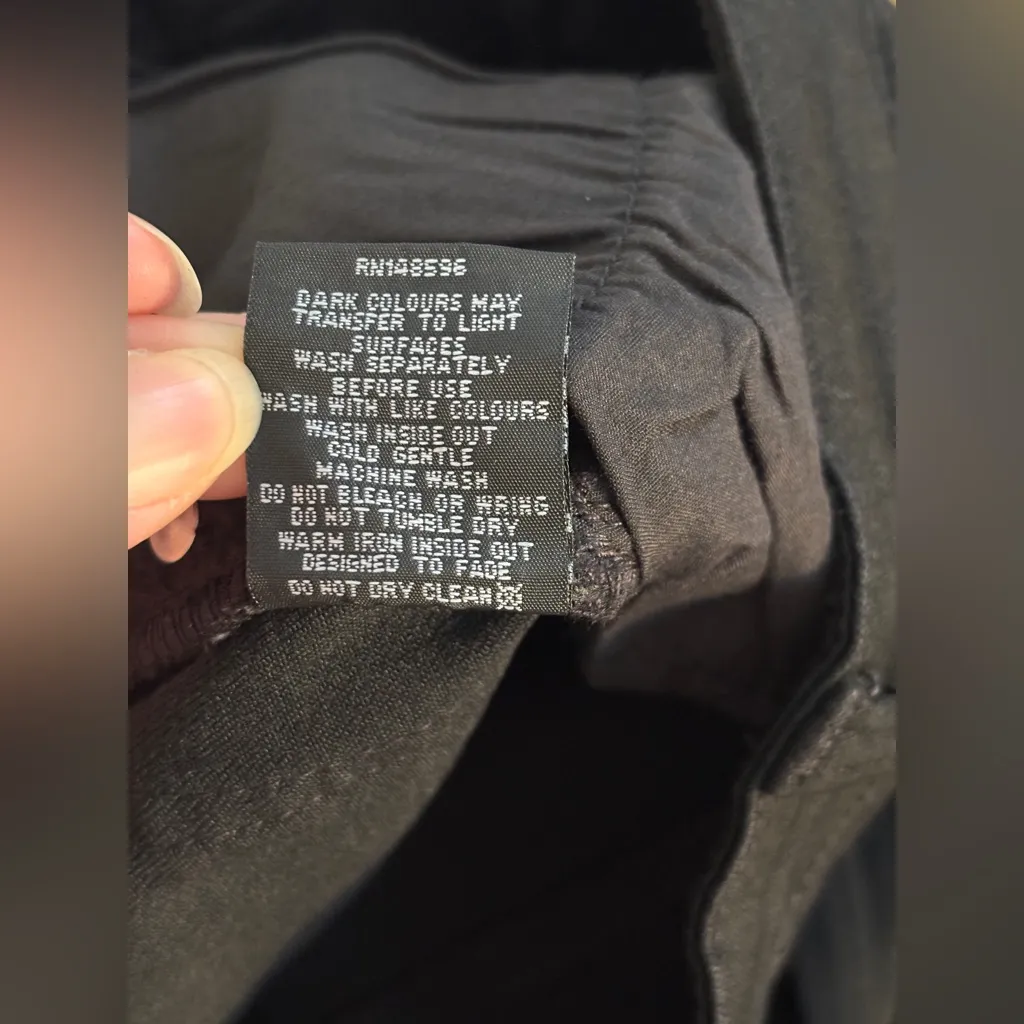 RN148596
DARK COLOURS MAY
TRANSFER TO LIGHT
SURFACES
WASH SEPARATELY
BEFORE USE
WASH WITH LIKE COLOURS
WASH INSIDE OUT
COLD GENTLE
MACHINE WASH
DO NOT BLEACH OR WRING
DO NOT TUMBLE DRY
WARM IRON INSIDE OUT
DESIGNED TO FADE
DO NOT DRY CLEAN